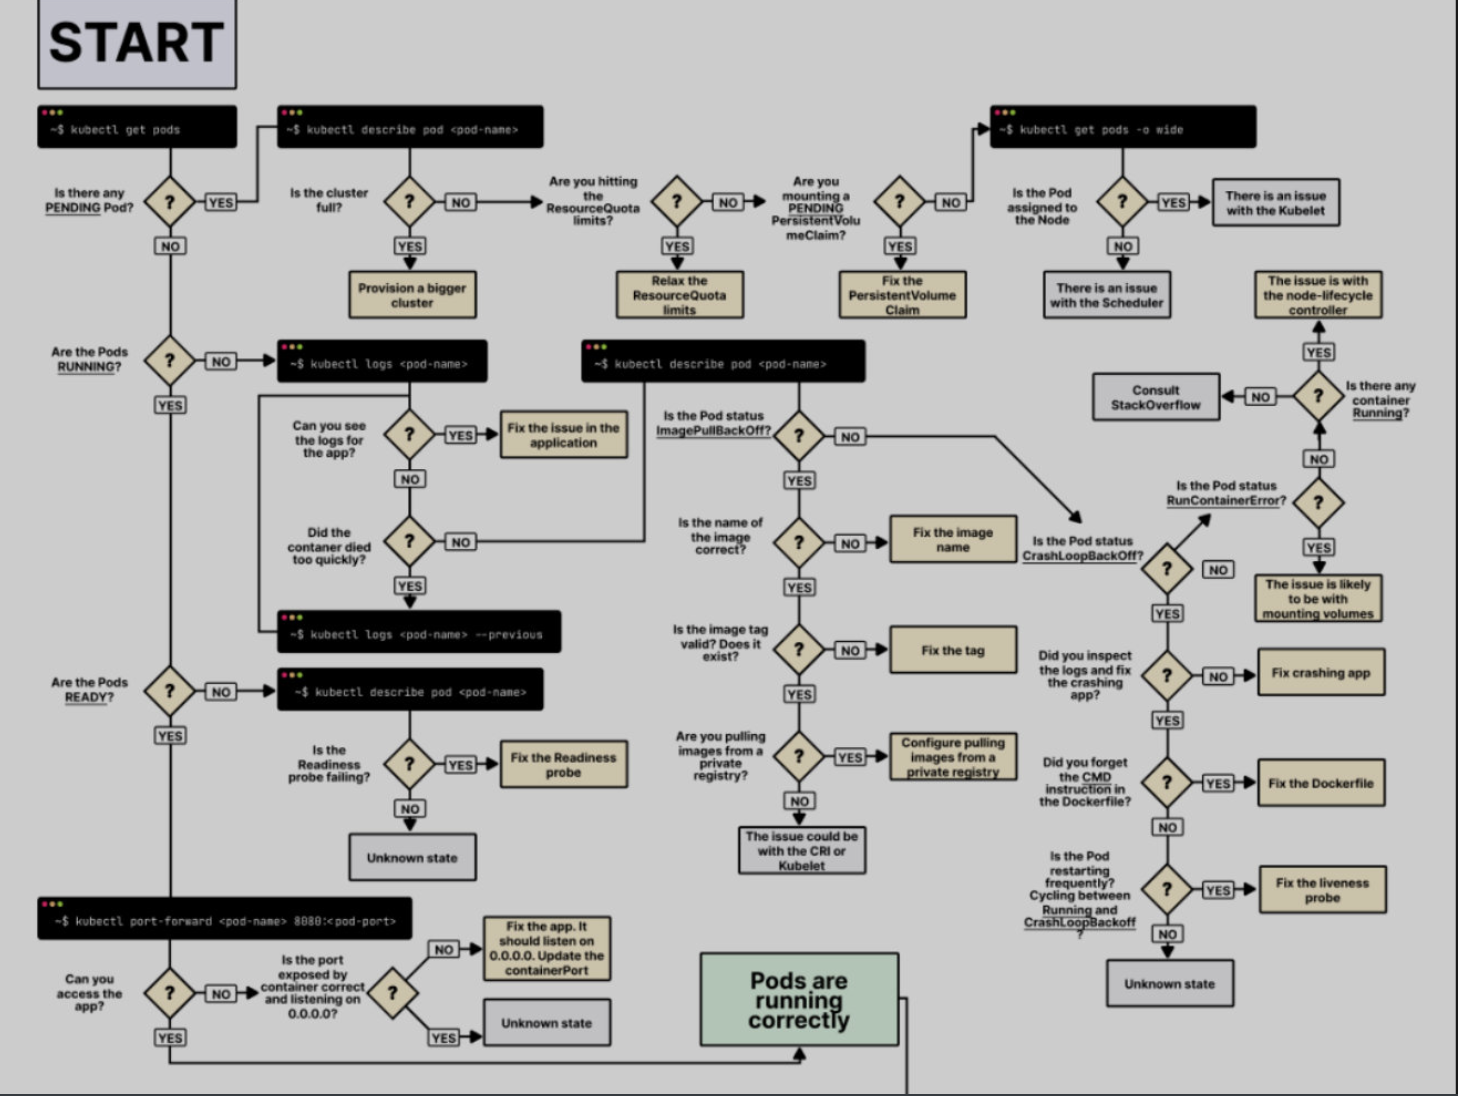 START
~$ kubectl get pods
~$ kubectl describe pod <pod-name>
~$ kubectl get pods -o wide
Is there any
PENDING Pod?
?
YES
NO
Is the cluster
full?
?
NO
YES
Provision a bigger
cluster
Are you hitting
the
ResourceQuota
limits?
?
NO
YES
Relax the
ResourceQuota
limits
Are you
mounting a
PENDING
PersistentVolu
meClaim?
?
NO
YES
Fix the
PersistentVolume
Claim
Is the Pod
assigned to
the Node
?
YES
There is an issue
with the Kubelet
NO
There is an issue
with the Scheduler
The issue is with
the node-lifecycle
controller
YES
Is there any
container
Running?
?
NO
Consult
StackOverflow
NO
Is the Pod status
RunContainerError?
?
YES
The issue is likely
to be with
mounting volumes
Are the Pods
RUNNING?
?
NO
YES
~$ kubectl logs <pod-name>
Can you see
the logs for
the app?
?
YES
Fix the issue in the
application
NO
Did the
contaner died
too quickly?
?
NO
YES
~$ kubectl logs <pod-name> --previous
~$ kubectl describe pod <pod-name>
Is the Pod status
ImagePullBackOff?
?
NO
YES
Is the name of
the image
correct?
?
NO
Fix the image
name
YES
Is the image tag
valid? Does it
exist?
?
NO
Fix the tag
YES
Are you pulling
images from a
private
registry?
?
YES
Configure pulling
images from a
private registry
NO
The issue could be
with the CRI or
Kubelet
Is the Pod status
CrashLoopBackOff?
?
NO
YES
Did you inspect
the logs and fix
the crashing
app?
?
NO
Fix crashing app
YES
Did you forget
the CMD
instruction in
the Dockerfile?
?
YES
Fix the Dockerfile
NO
Is the Pod
restarting
frequently?
Cycling between
Running and
CrashLoopBackoff
?
?
YES
Fix the liveness
probe
NO
Unknown state
Are the Pods
READY?
?
NO
YES
~$ kubectl describe pod <pod-name>
Is the
Readiness
probe failing?
?
YES
Fix the Readiness
probe
NO
Unknown state
~$ kubectl port-forward <pod-name> 8080:<pod-port>
Can you
access the
app?
?
NO
YES
Is the port
exposed by
container correct
and listening on
0.0.0.0?
?
NO
Fix the app. It
should listen on
0.0.0.0. Update the
containerPort
YES
Unknown state
Pods are
running
correctly